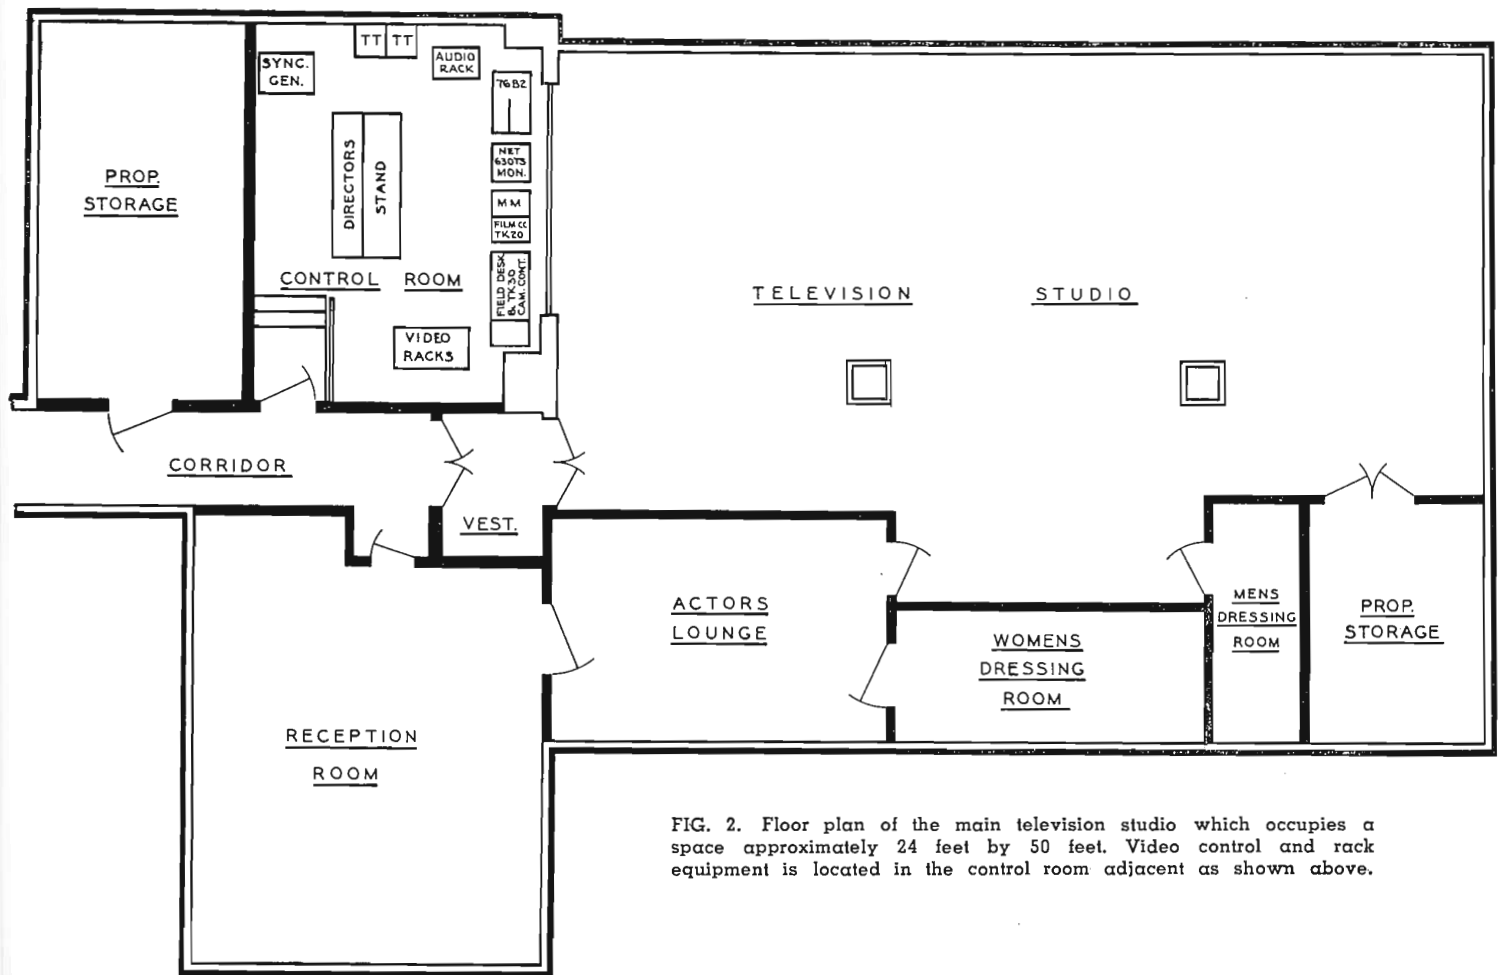 PROP.
STORAGE
SYNC.
GEN.
TT TT
AUDIO
RACK
76B2
DIRECTORS
STAND
NET
630TS
MON.
MM
FILM CC
TK20
FIELD DESK
& TK30
CAM. CONT.
CONTROL ROOM
VIDEO
RACKS
TELEVISION STUDIO
CORRIDOR
VEST.
ACTORS
LOUNGE
WOMENS
DRESSING
ROOM
MENS
DRESSING
ROOM
PROP.
STORAGE
RECEPTION
ROOM
FIG. 2. Floor plan of the main television studio which occupies a
space approximately 24 feet by 50 feet. Video control and rack
equipment is located in the control room adjacent as shown above.